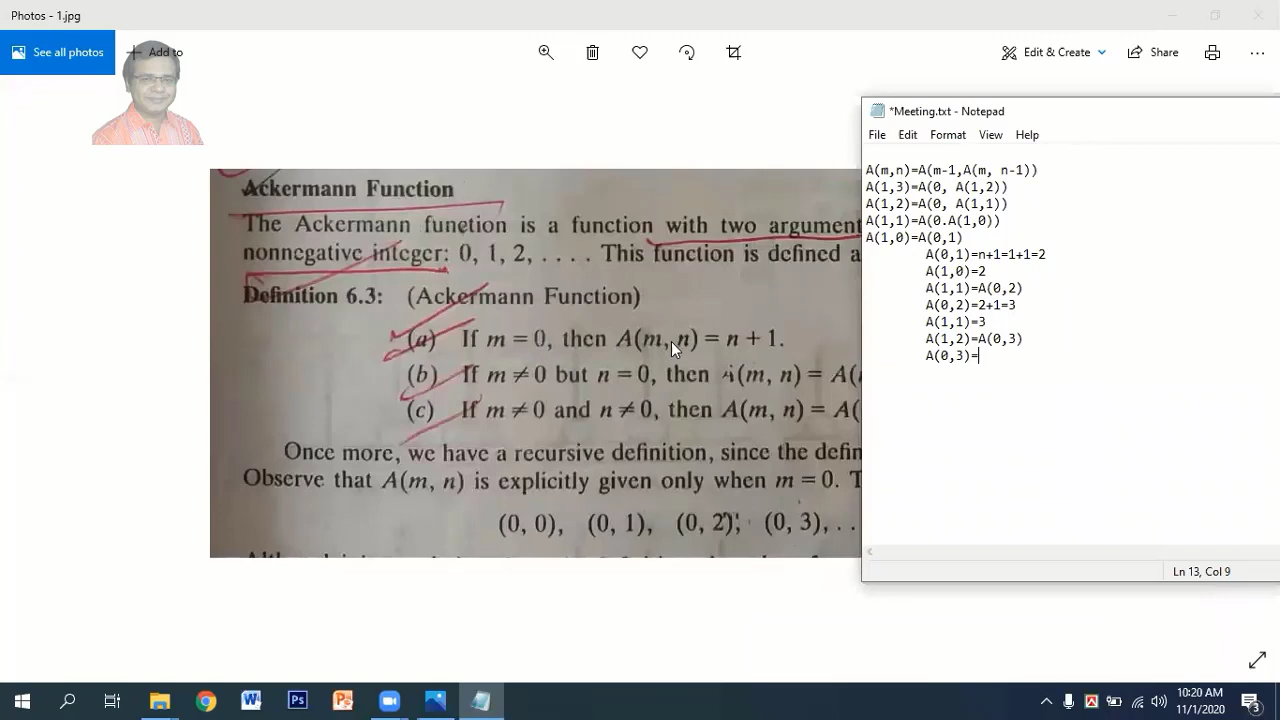 Photos - 1.jpg
See all photos
Add to
Edit & Create
Share
Ackermann Function
The Ackermann function is a function with two argument
nonnegative integer: 0, 1, 2, . . . . This function is defined a
Definition 6.3: (Ackermann Function)
(a) If m = 0, then A(m, n) = n + 1.
(b) If m ≠ 0 but n = 0, then A(m, n) = A(
(c) If m ≠ 0 and n ≠ 0, then A(m, n) = A(
Once more, we have a recursive definition, since the defin
Observe that A(m, n) is explicitly given only when m = 0. T
(0, 0), (0, 1), (0, 2), (0, 3), . .
*Meeting.txt - Notepad
File Edit Format View Help
A(m,n)=A(m-1,A(m, n-1))
A(1,3)=A(0, A(1,2))
A(1,2)=A(0, A(1,1))
A(1,1)=A(0.A(1,0))
A(1,0)=A(0,1)
A(0,1)=n+1=1+1=2
A(1,0)=2
A(1,1)=A(0,2)
A(0,2)=2+1=3
A(1,1)=3
A(1,2)=A(0,3)
A(0,3)=
Ln 13, Col 9
10:20 AM
11/1/2020
3